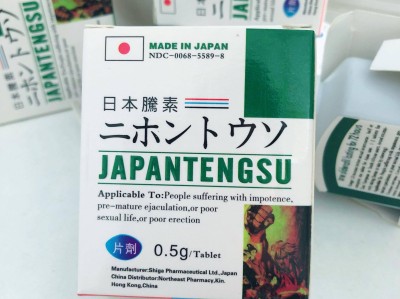 MADE IN JAPAN
NDC-0068-5589-8
日本騰素
ニホントウソ
JAPANTENGSU
Applicable To:People suffering with impotence,
pre-mature ejaculation,or poor
sexual life,or poor erection
片劑
0.5g/Tablet
Manufacturer:Shiga Pharmaceutical Ltd.,Japan
China Distributor:Northeast Pharmacy,Kin.
Hong Kong,China